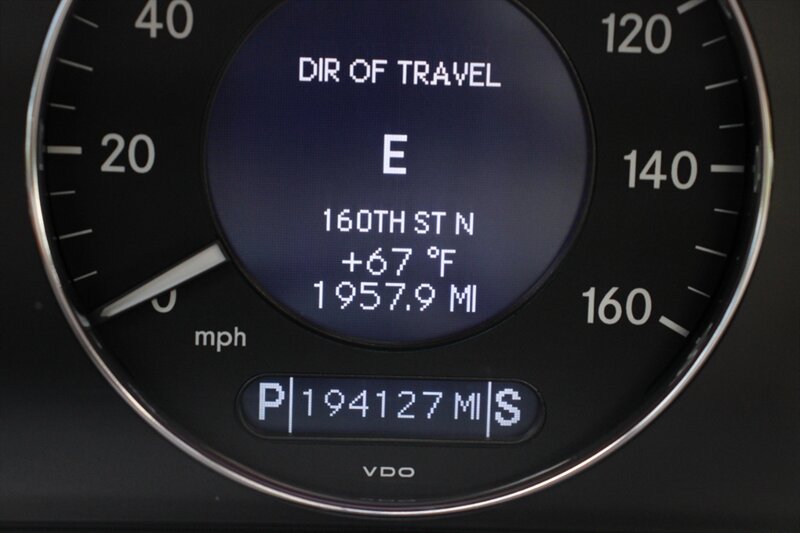 40
120
DIR OF TRAVEL
20
E
140
160TH ST N
+67 °F
0
1957.9 MI
160
mph
P 194127 MI S
VDO